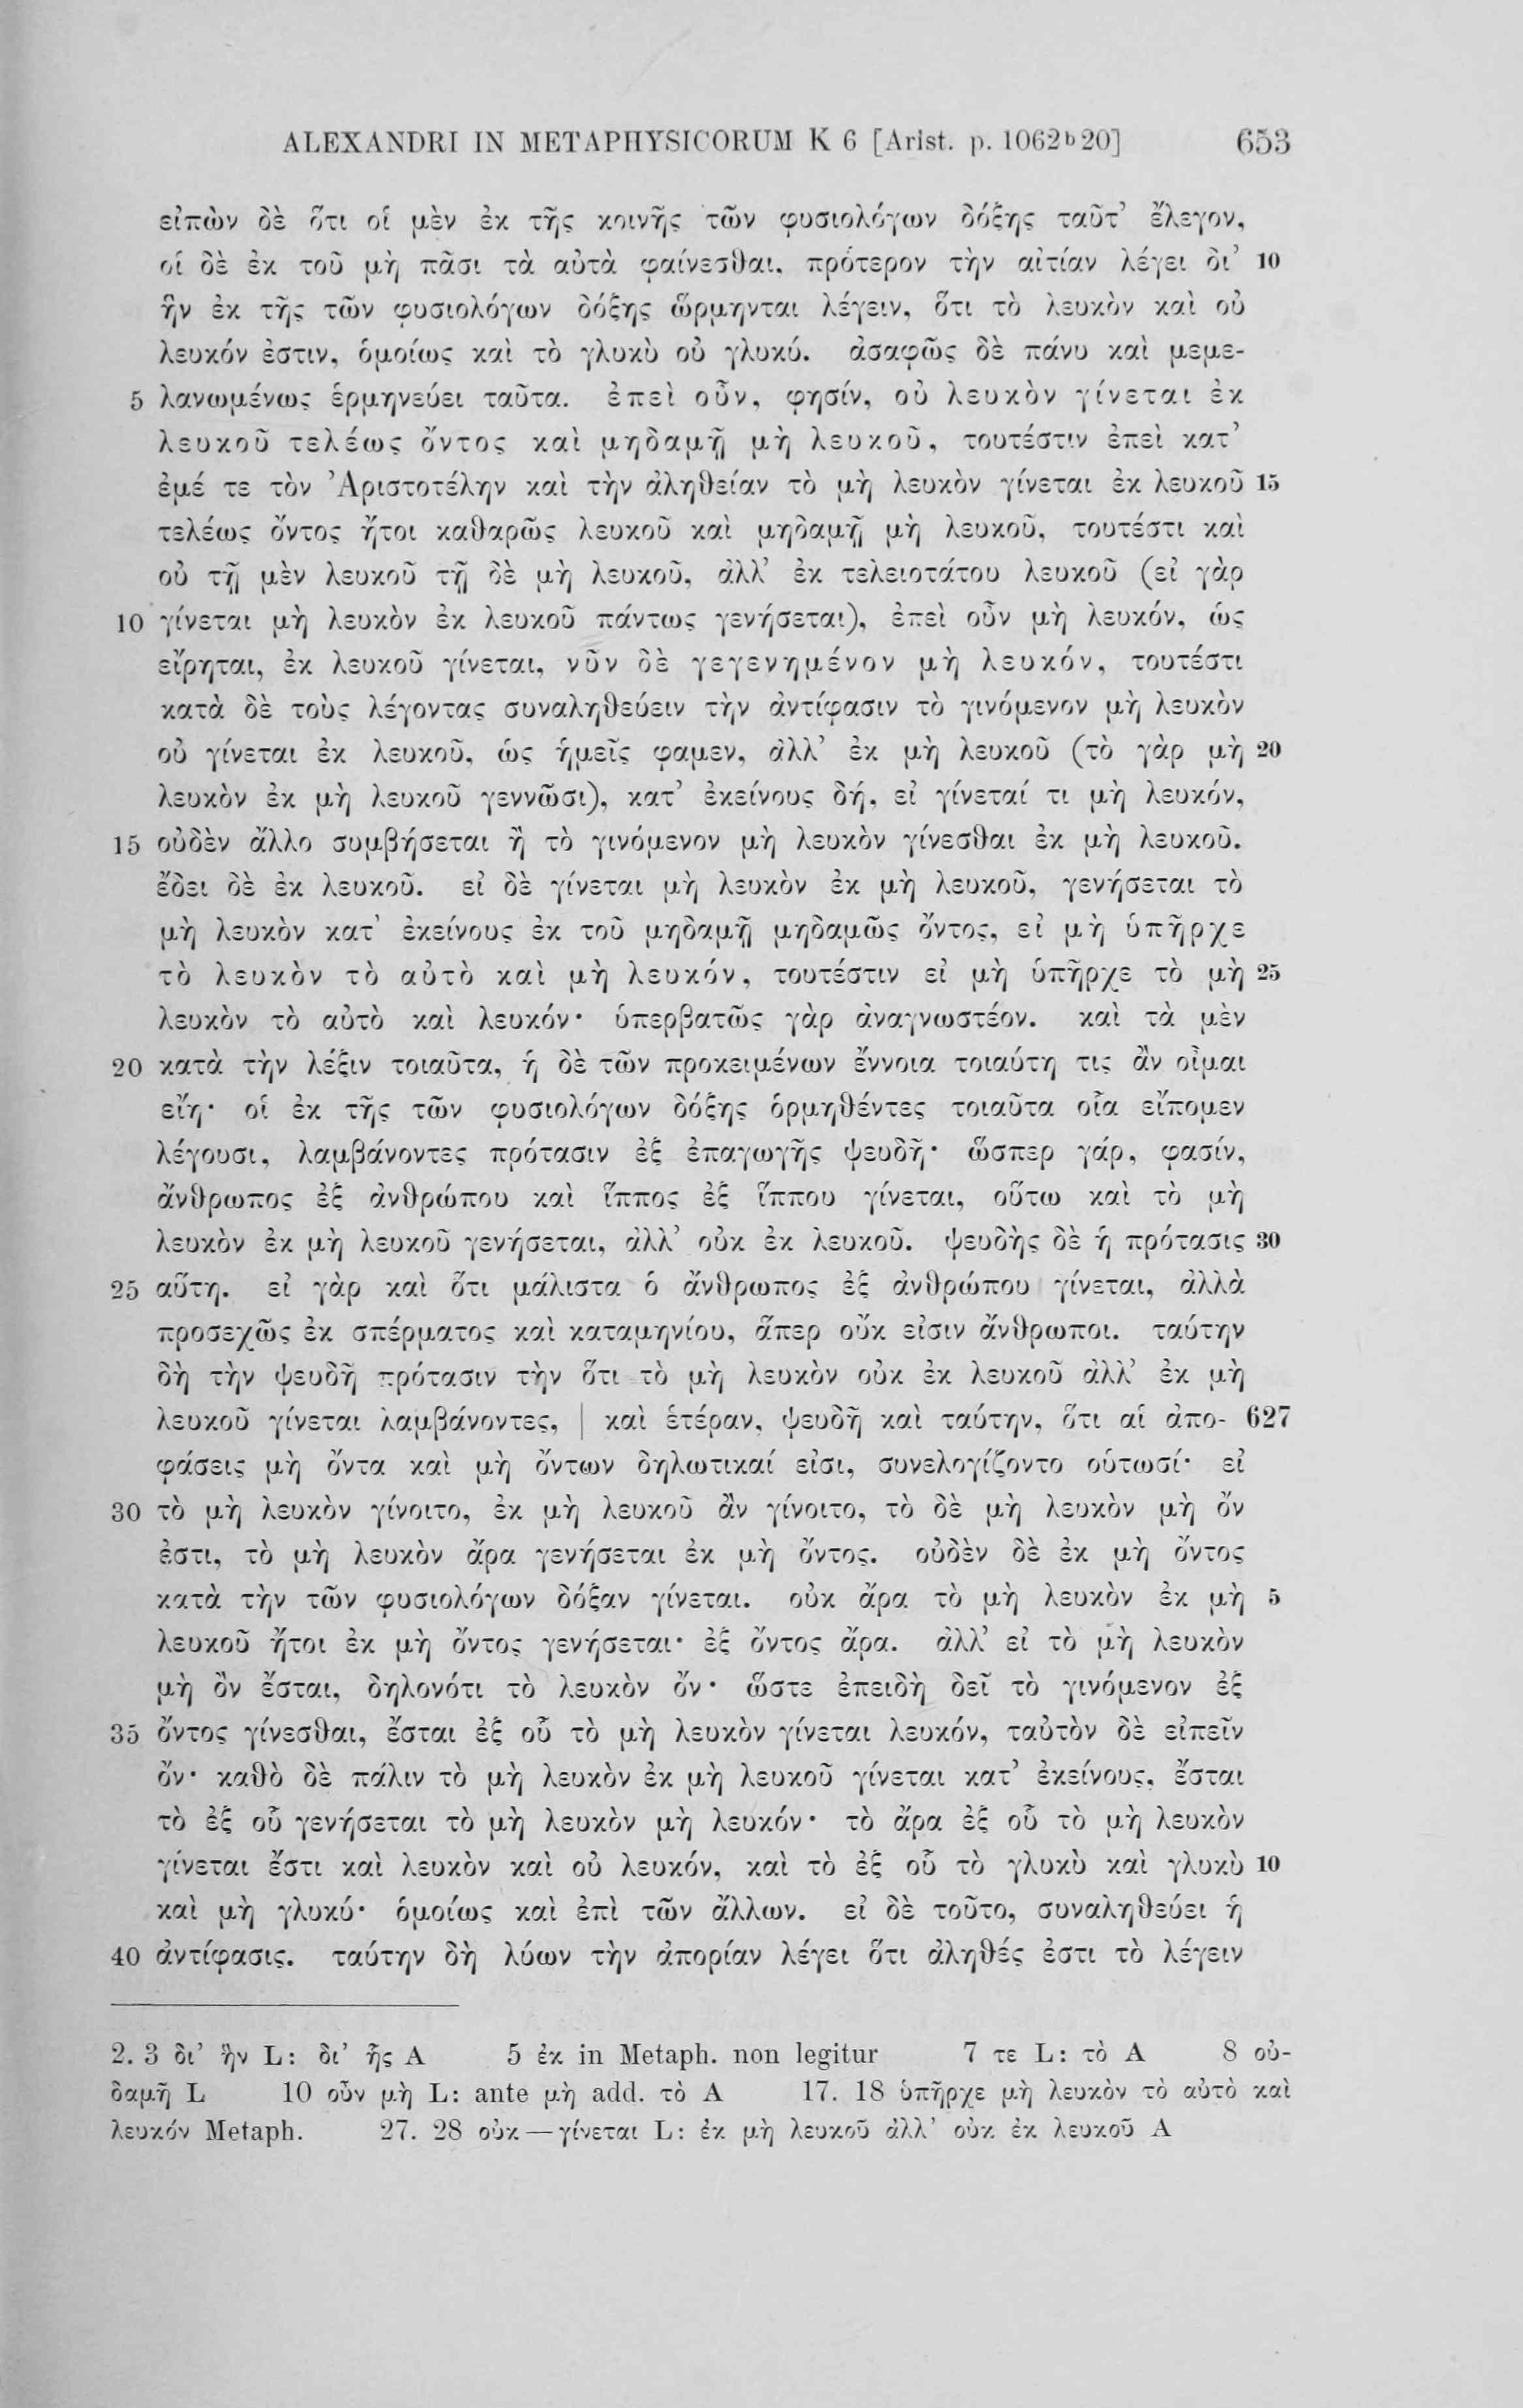 ALEXANDRI IN METAPHYSICORUM K 6 [Arist. p. 1062ᵇ20] 653
εἰπὼν δὲ ὅτι οἱ μὲν ἐκ τῆς κοινῆς τῶν φυσιολόγων δόξης ταῦτ’ ἔλεγον,
οἱ δὲ ἐκ τοῦ μὴ πᾶσι τὰ αὐτὰ φαίνεσθαι, πρότερον τὴν αἰτίαν λέγει δι’ 10
ἣν ἐκ τῆς τῶν φυσιολόγων δόξης ὥρμηνται λέγειν, ὅτι τὸ λευκὸν καὶ οὐ
λευκόν ἐστιν, ὁμοίως καὶ τὸ γλυκὺ οὐ γλυκύ. ἀσαφῶς δὲ πάνυ καὶ μεμε-
5 λανωμένως ἑρμηνεύει ταῦτα. ἐπεὶ οὖν, φησίν, οὐ λευκὸν γίνεται ἐκ
λευκοῦ τελέως ὄντος καὶ μηδαμῇ μὴ λευκοῦ, τουτέστιν ἐπεὶ κατ’
ἐμέ τε τὸν Ἀριστοτέλην καὶ τὴν ἀληθείαν τὸ μὴ λευκὸν γίνεται ἐκ λευκοῦ 15
τελέως ὄντος ἤτοι καθαρῶς λευκοῦ καὶ μηδαμῇ μὴ λευκοῦ, τουτέστι καὶ
οὐ τῇ μὲν λευκοῦ τῇ δὲ μὴ λευκοῦ, ἀλλ’ ἐκ τελειοτάτου λευκοῦ (εἰ γὰρ
10 γίνεται μὴ λευκὸν ἐκ λευκοῦ πάντως γενήσεται), ἐπεὶ οὖν μὴ λευκόν, ὡς
εἴρηται, ἐκ λευκοῦ γίνεται, νῦν δὲ γεγενημένον μὴ λευκόν, τουτέστι
κατὰ δὲ τοὺς λέγοντας συναληθεύειν τὴν ἀντίφασιν τὸ γινόμενον μὴ λευκὸν
οὐ γίνεται ἐκ λευκοῦ, ὡς ἡμεῖς φαμεν, ἀλλ’ ἐκ μὴ λευκοῦ (τὸ γὰρ μὴ 20
λευκὸν ἐκ μὴ λευκοῦ γεννῶσι), κατ’ ἐκείνους δή, εἰ γίνεταί τι μὴ λευκόν,
15 οὐδὲν ἄλλο συμβήσεται ἢ τὸ γινόμενον μὴ λευκὸν γίνεσθαι ἐκ μὴ λευκοῦ.
ἔδει δὲ ἐκ λευκοῦ. εἰ δὲ γίνεται μὴ λευκὸν ἐκ μὴ λευκοῦ, γενήσεται τὸ
μὴ λευκὸν κατ’ ἐκείνους ἐκ τοῦ μηδαμῇ μηδαμῶς ὄντος, εἰ μὴ ὑπῆρχε
τὸ λευκὸν τὸ αὐτὸ καὶ μὴ λευκόν, τουτέστιν εἰ μὴ ὑπῆρχε τὸ μὴ 25
λευκὸν τὸ αὐτὸ καὶ λευκόν· ὑπερβατῶς γὰρ ἀναγνωστέον. καὶ τὰ μὲν
20 κατὰ τὴν λέξιν τοιαῦτα, ἡ δὲ τῶν προκειμένων ἔννοια τοιαύτη τις ἂν οἶμαι
εἴη· οἱ ἐκ τῆς τῶν φυσιολόγων δόξης ὁρμηθέντες τοιαῦτα οἷα εἴπομεν
λέγουσι, λαμβάνοντες πρότασιν ἐξ ἐπαγωγῆς ψευδῆ· ὥσπερ γάρ, φασίν,
ἄνθρωπος ἐξ ἀνθρώπου καὶ ἵππος ἐξ ἵππου γίνεται, οὕτω καὶ τὸ μὴ
λευκὸν ἐκ μὴ λευκοῦ γενήσεται, ἀλλ’ οὐκ ἐκ λευκοῦ. ψευδὴς δὲ ἡ πρότασις 30
25 αὕτη. εἰ γὰρ καὶ ὅτι μάλιστα ὁ ἄνθρωπος ἐξ ἀνθρώπου γίνεται, ἀλλὰ
προσεχῶς ἐκ σπέρματος καὶ καταμηνίου, ἅπερ οὔκ εἰσιν ἄνθρωποι. ταύτην
δὴ τὴν ψευδῆ πρότασιν τὴν ὅτι τὸ μὴ λευκὸν οὐκ ἐκ λευκοῦ ἀλλ’ ἐκ μὴ
λευκοῦ γίνεται λαμβάνοντες, | καὶ ἑτέραν, ψευδῆ καὶ ταύτην, ὅτι αἱ ἀπο- 627
φάσεις μὴ ὄντα καὶ μὴ ὄντων δηλωτικαί εἰσι, συνελογίζοντο οὑτωσί· εἰ
30 τὸ μὴ λευκὸν γίνοιτο, ἐκ μὴ λευκοῦ ἂν γίνοιτο, τὸ δὲ μὴ λευκὸν μὴ ὄν
ἐστι, τὸ μὴ λευκὸν ἄρα γενήσεται ἐκ μὴ ὄντος. οὐδὲν δὲ ἐκ μὴ ὄντος
κατὰ τὴν τῶν φυσιολόγων δόξαν γίνεται. οὐκ ἄρα τὸ μὴ λευκὸν ἐκ μὴ 5
λευκοῦ ἤτοι ἐκ μὴ ὄντος γενήσεται· ἐξ ὄντος ἄρα. ἀλλ’ εἰ τὸ μὴ λευκὸν
μὴ ὂν ἔσται, δηλονότι τὸ λευκὸν ὄν· ὥστε ἐπειδὴ δεῖ τὸ γινόμενον ἐξ
35 ὄντος γίνεσθαι, ἔσται ἐξ οὗ τὸ μὴ λευκὸν γίνεται λευκόν, ταὐτὸν δὲ εἰπεῖν
ὄν· καθὸ δὲ πάλιν τὸ μὴ λευκὸν ἐκ μὴ λευκοῦ γίνεται κατ’ ἐκείνους, ἔσται
τὸ ἐξ οὗ γενήσεται τὸ μὴ λευκὸν μὴ λευκόν· τὸ ἄρα ἐξ οὗ τὸ μὴ λευκὸν
γίνεται ἔστι καὶ λευκὸν καὶ οὐ λευκόν, καὶ τὸ ἐξ οὗ τὸ γλυκὺ καὶ γλυκὺ 10
καὶ μὴ γλυκύ· ὁμοίως καὶ ἐπὶ τῶν ἄλλων. εἰ δὲ τοῦτο, συναληθεύει ἡ
40 ἀντίφασις. ταύτην δὴ λύων τὴν ἀπορίαν λέγει ὅτι ἀληθές ἐστι τὸ λέγειν
2. 3 δι’ ἣν L: δι’ ἧς A 5 ἐκ in Metaph. non legitur 7 τε L: τὸ A 8 οὐ-
δαμῆ L 10 οὖν μὴ L: ante μὴ add. τὸ A 17. 18 ὑπῆρχε μὴ λευκὸν τὸ αὐτὸ καὶ
λευκόν Metaph. 27. 28 οὐκ — γίνεται L: ἐκ μὴ λευκοῦ ἀλλ’ οὐκ ἐκ λευκοῦ A